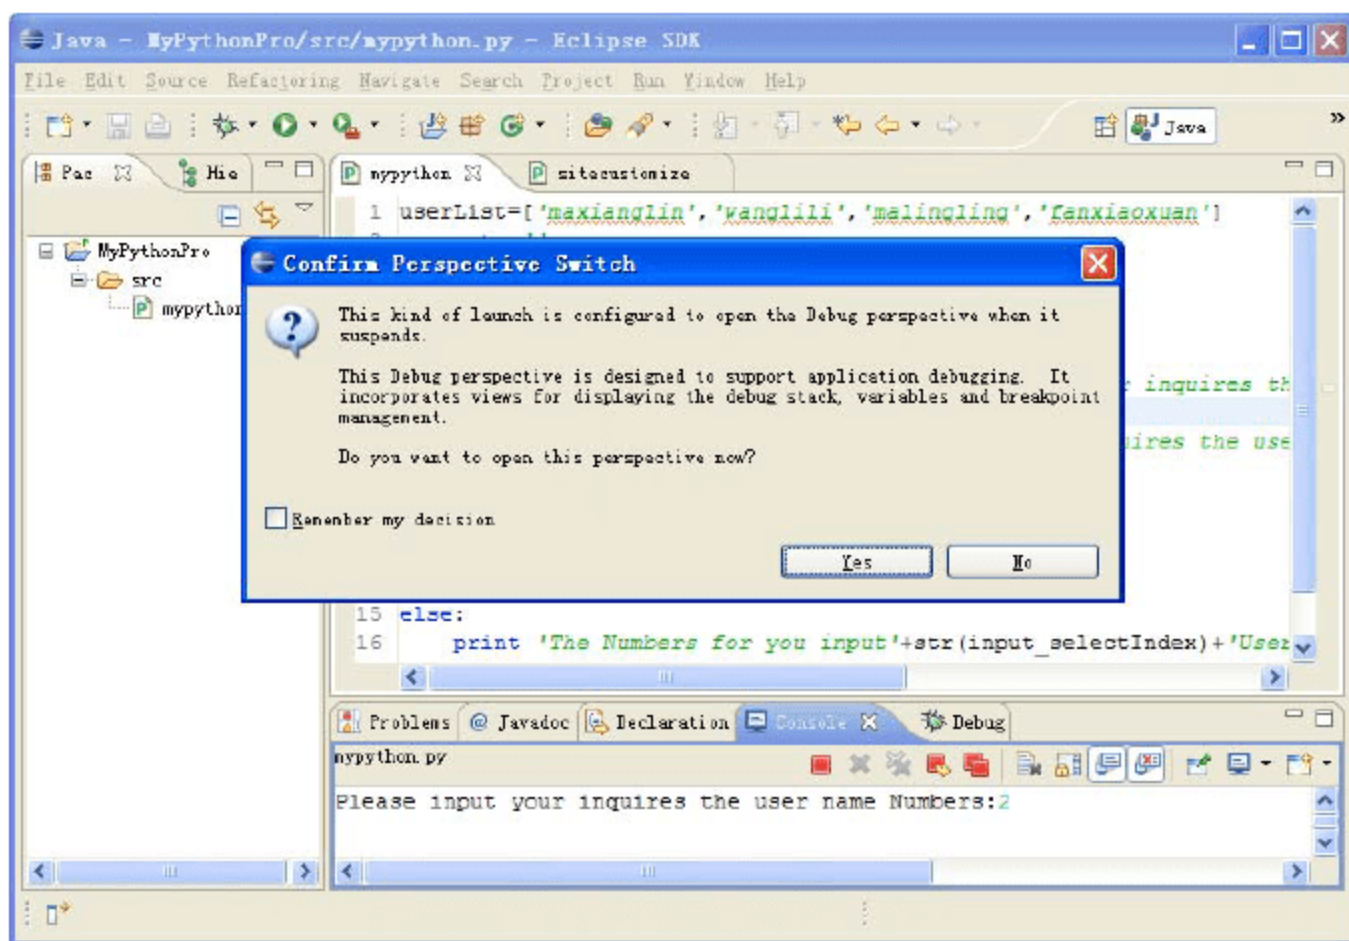 Java - MyPythonPro/src/mypython.py - Eclipse SDK
File Edit Source Refactoring Navigate Search Project Run Window Help
Java
Pac
Hie
mypython
sitecustomize
MyPythonPro
src
mypython
1 userList=['maxianglin','wanglili','malingling','fanxiaoxuan']
inquires th
uires the use
15 else:
16 print 'The Numbers for you input'+str(input_selectIndex)+'User
Confirm Perspective Switch
This kind of launch is configured to open the Debug perspective when it
suspends.
This Debug perspective is designed to support application debugging. It
incorporates views for displaying the debug stack, variables and breakpoint
management.
Do you want to open this perspective now?
Remember my decision
Yes
No
Problems
@ Javadoc
Declaration
Console
Debug
mypython.py
Please input your inquires the user name Numbers:2